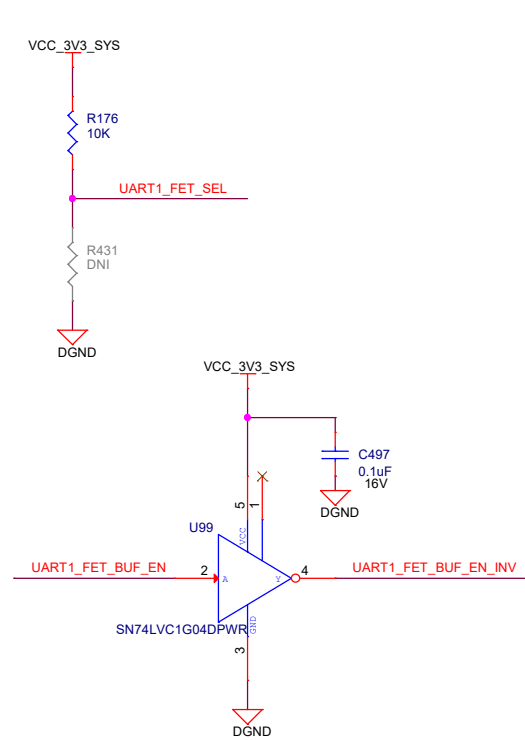 VCC_3V3_SYS
R176
10K
UART1_FET_SEL
R431
DNI
DGND
VCC_3V3_SYS
C497
0.1uF
16V
DGND
5
1
U99
VCC
UART1_FET_BUF_EN
2
A
Y
4
UART1_FET_BUF_EN_INV
SN74LVC1G04DPWR
GND
3
DGND